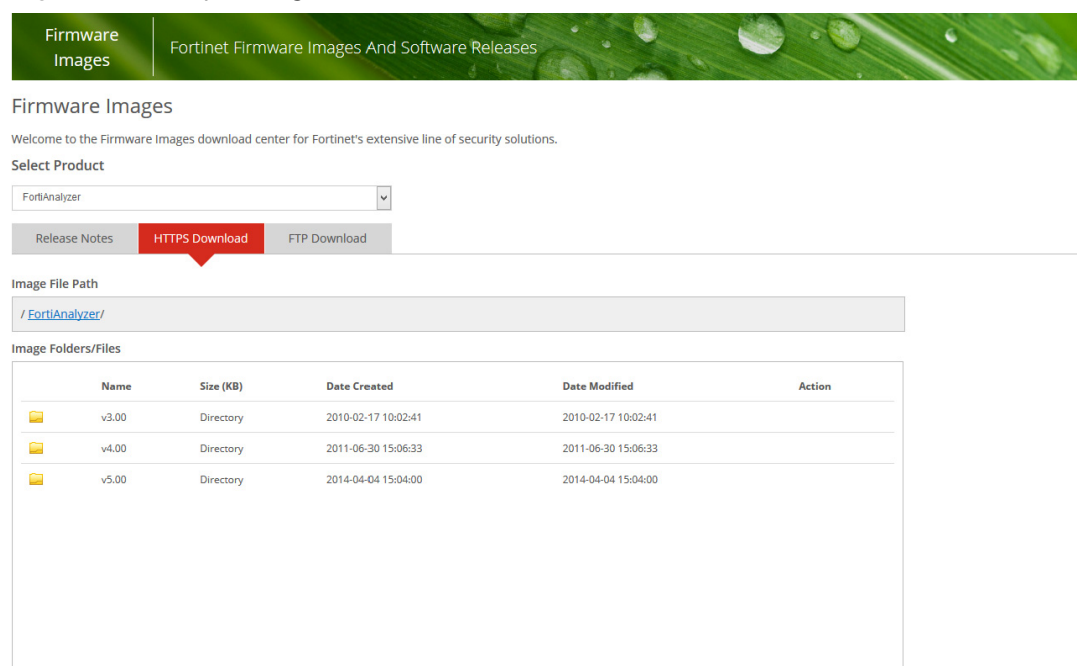 Firmware Images
Fortinet Firmware Images And Software Releases
Firmware Images
Welcome to the Firmware Images download center for Fortinet's extensive line of security solutions.
Select Product
FortiAnalyzer
Release Notes HTTPS Download FTP Download
Image File Path
/ FortiAnalyzer/
Image Folders/Files
Name Size (KB) Date Created Date Modified Action
v3.00 Directory 2010-02-17 10:02:41 2010-02-17 10:02:41
v4.00 Directory 2011-06-30 15:06:33 2011-06-30 15:06:33
v5.00 Directory 2014-04-04 15:04:00 2014-04-04 15:04:00